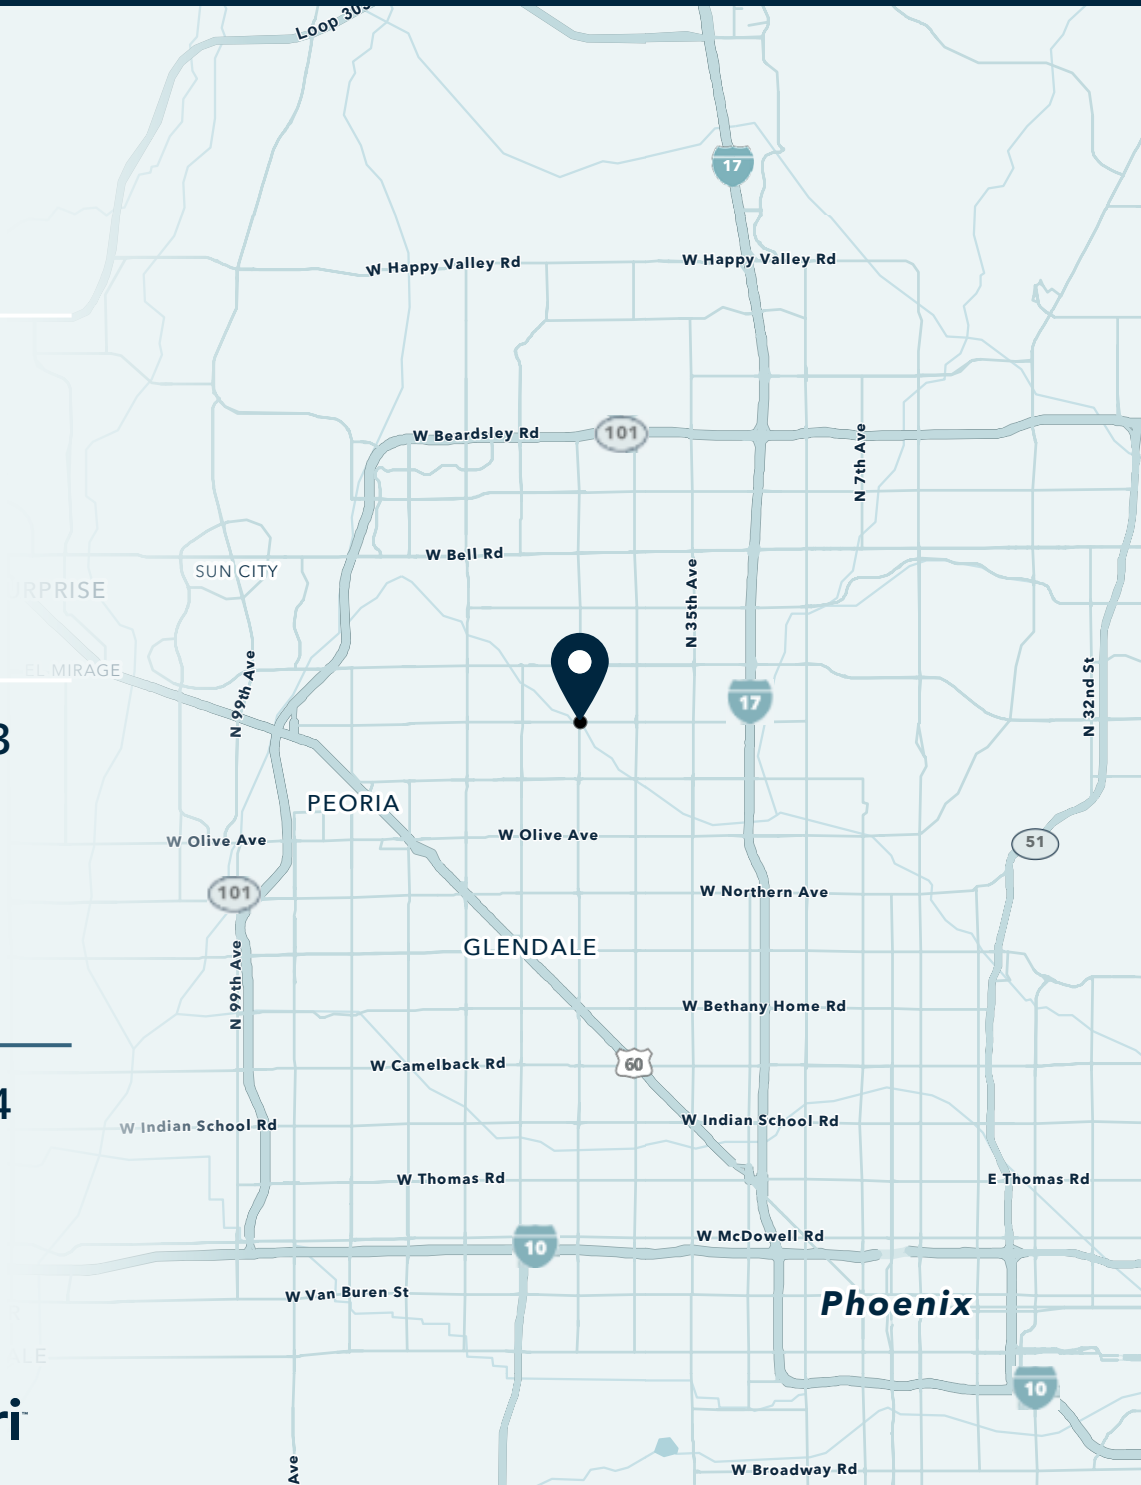 Loop 303
17
W Happy Valley Rd
W Happy Valley Rd
W Beardsley Rd
101
N 7th Ave
W Bell Rd
SUN CITY
N 35th Ave
EL MIRAGE
N 99th Ave
17
N 32nd St
3
PEORIA
W Olive Ave
W Olive Ave
51
101
W Northern Ave
GLENDALE
N 99th Ave
W Bethany Home Rd
W Camelback Rd
60
4
W Indian School Rd
W Indian School Rd
W Thomas Rd
E Thomas Rd
W McDowell Rd
10
W Van Buren St
Phoenix
10
ri™
Ave
W Broadway Rd